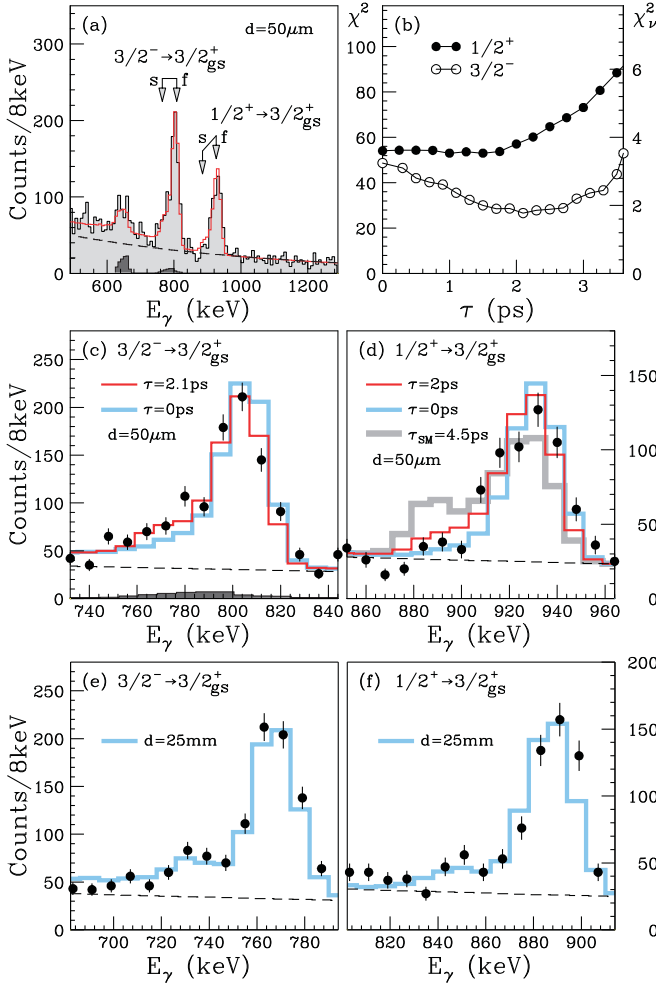 (a)
d=50μm
3/2⁻→3/2⁺gs
s f
1/2⁺→3/2⁺gs
s f
Counts/8keV
300
200
100
0
600 800 1000 1200
Eγ (keV)
(b)
χ²
χ²ν
1/2⁺
3/2⁻
100
80
60
40
20
0
6
4
2
0
0 1 2 3
τ (ps)
(c) 3/2⁻→3/2⁺gs
τ=2.1ps
τ=0ps
d=50μm
Counts/8keV
250
200
150
100
50
0
740 760 780 800 820 840
Eγ (keV)
(d) 1/2⁺→3/2⁺gs
τ=2ps
τ=0ps
τSM=4.5ps
d=50μm
150
100
50
0
860 880 900 920 940 960
Eγ (keV)
(e) 3/2⁻→3/2⁺gs
d=25mm
Counts/8keV
250
200
150
100
50
0
700 720 740 760 780
Eγ (keV)
(f) 1/2⁺→3/2⁺gs
d=25mm
200
150
100
50
0
820 840 860 880 900
Eγ (keV)